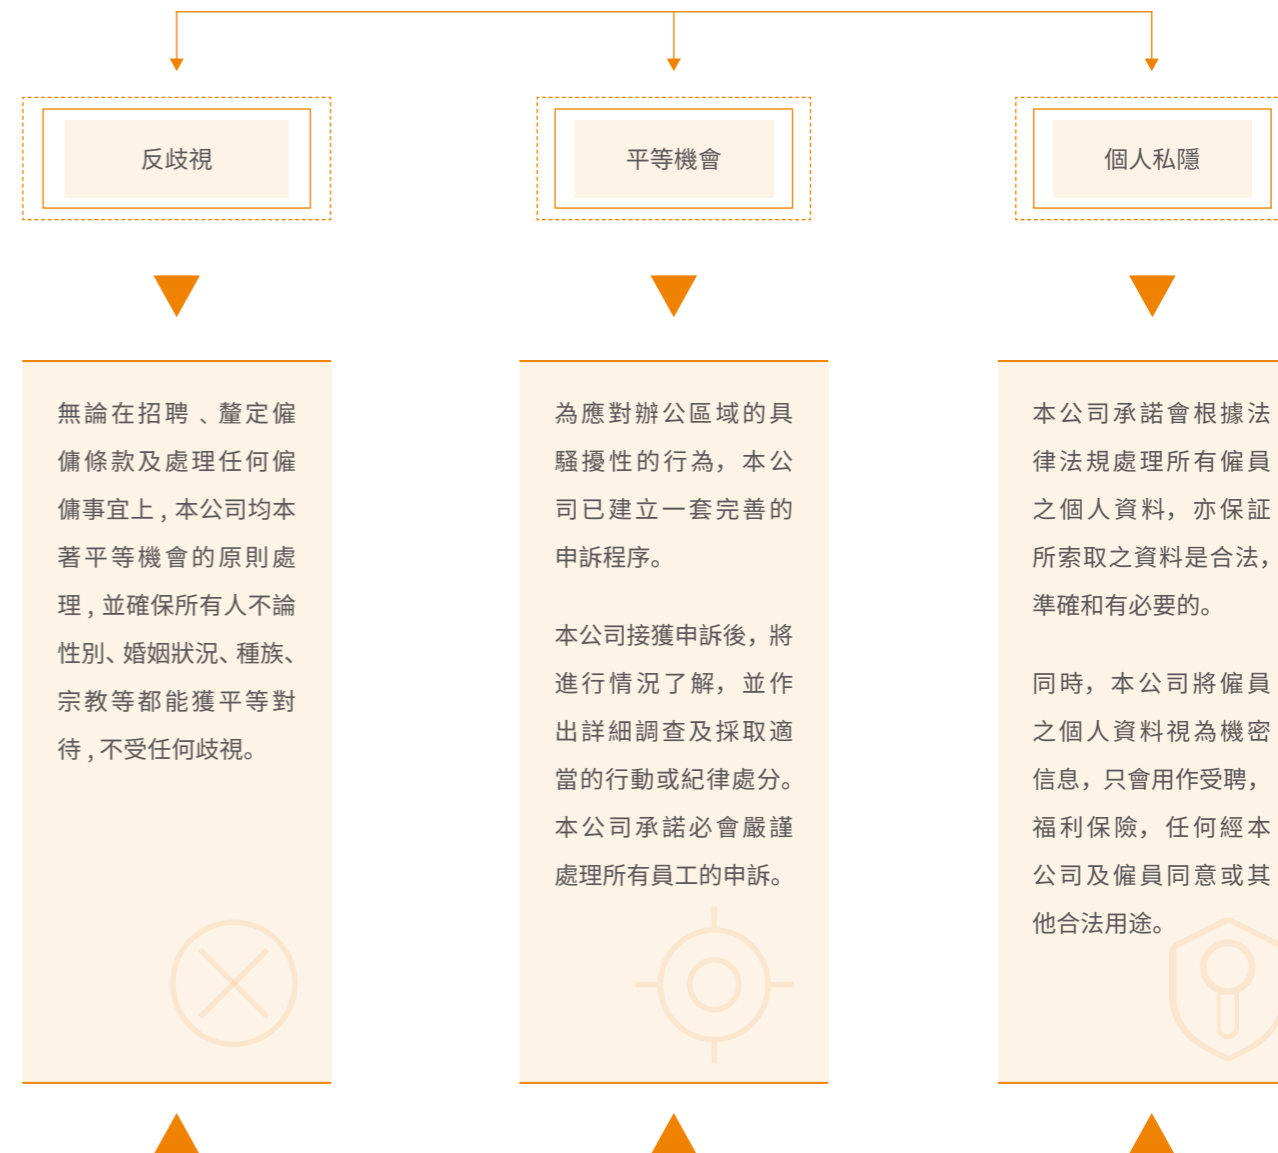 反歧視
平等機會
個人私隱
無論在招聘、釐定僱
傭條款及處理任何僱
傭事宜上,本公司均本
著平等機會的原則處
理,並確保所有人不論
性別、婚姻狀況、種族、
宗教等都能獲平等對
待,不受任何歧視。
為應對辦公區域的具
騷擾性的行為，本公
司已建立一套完善的
申訴程序。
本公司接獲申訴後，將
進行情況了解，並作
出詳細調查及採取適
當的行動或紀律處分。
本公司承諾必會嚴謹
處理所有員工的申訴。
本公司承諾會根據法
律法規處理所有僱員
之個人資料，亦保証
所索取之資料是合法，
準確和有必要的。
同時，本公司將僱員
之個人資料視為機密
信息，只會用作受聘，
福利保險，任何經本
公司及僱員同意或其
他合法用途。